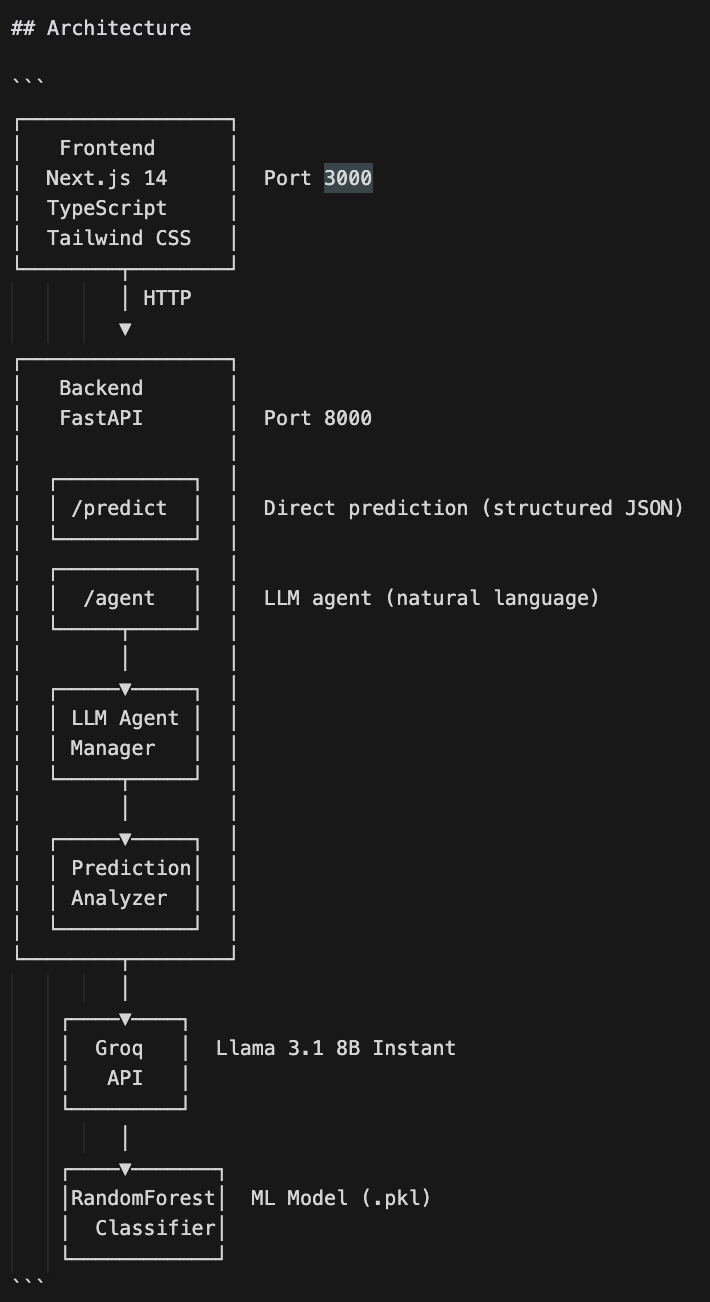 ## Architecture
```
Frontend
Next.js 14 Port 3000
TypeScript
Tailwind CSS
HTTP
Backend
FastAPI Port 8000
/predict Direct prediction (structured JSON)
/agent LLM agent (natural language)
LLM Agent
Manager
Prediction
Analyzer
Groq Llama 3.1 8B Instant
API
RandomForest ML Model (.pkl)
Classifier
```